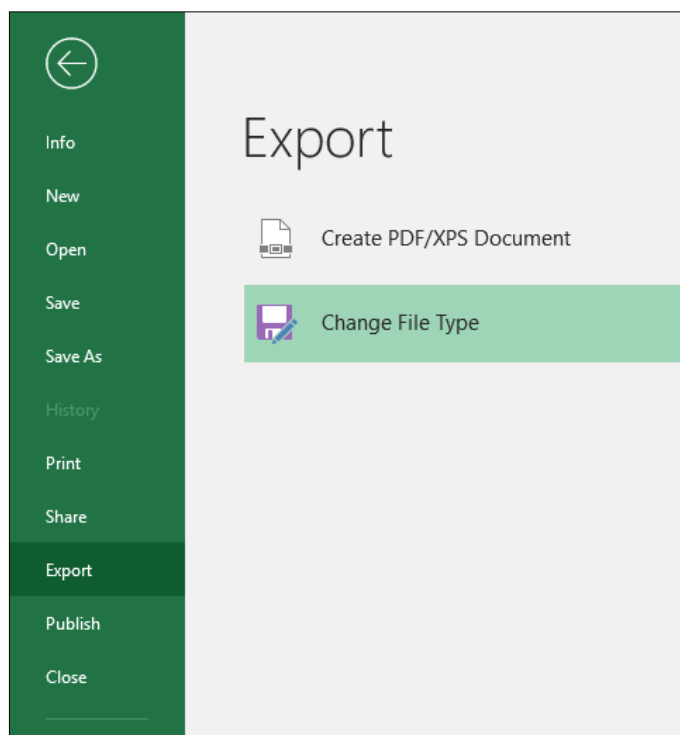 Info
New
Open
Save
Save As
History
Print
Share
Export
Publish
Close
Export
Create PDF/XPS Document
Change File Type